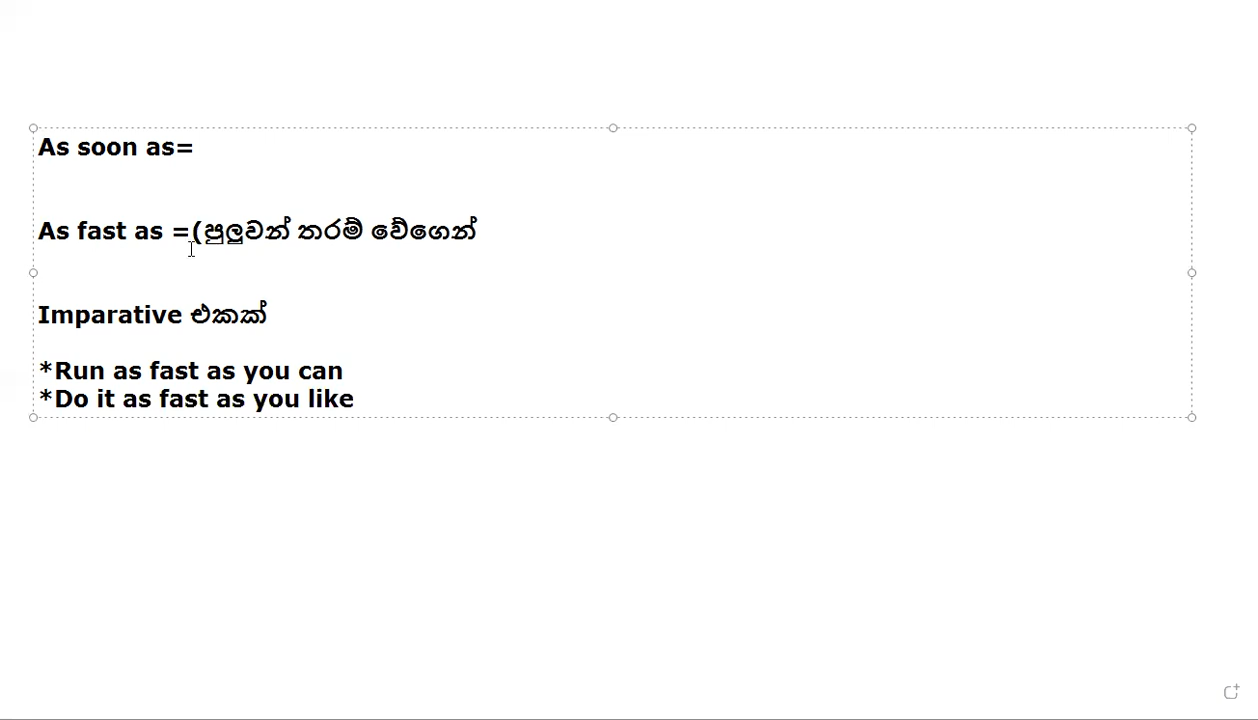 As soon as=
As fast as =(පුලුවන් තරම් වේගෙන්
Imparative එකක්
*Run as fast as you can
*Do it as fast as you like